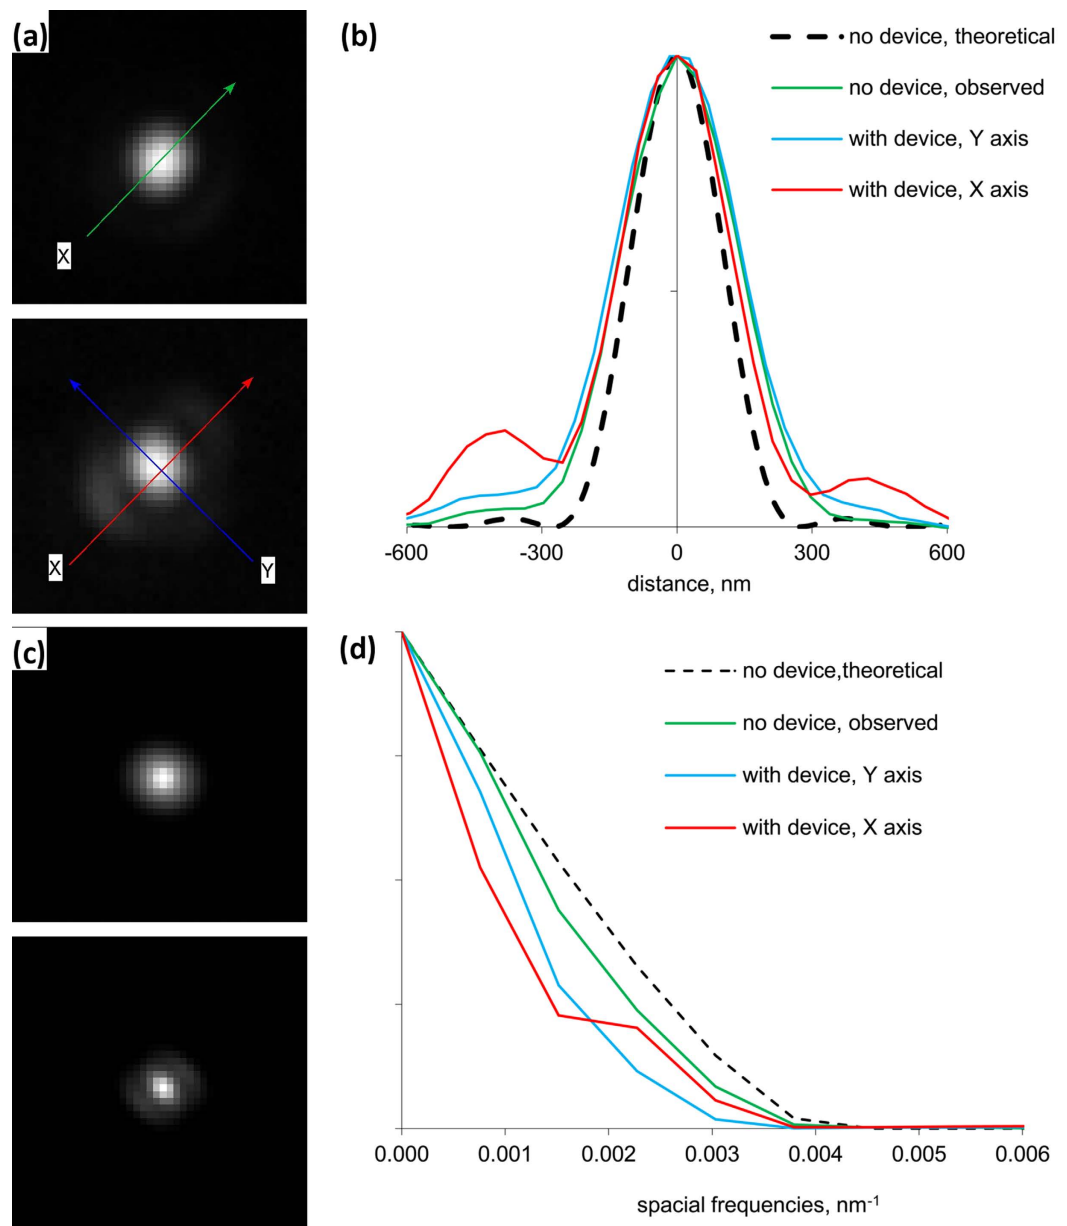 (a)
X
X
Y
(b)
no device, theoretical
no device, observed
with device, Y axis
with device, X axis
-600
-300
0
300
600
distance, nm
(c)
(d)
no device,theoretical
no device, observed
with device, Y axis
with device, X axis
0.000
0.001
0.002
0.003
0.004
0.005
0.006
spacial frequencies, nm-1